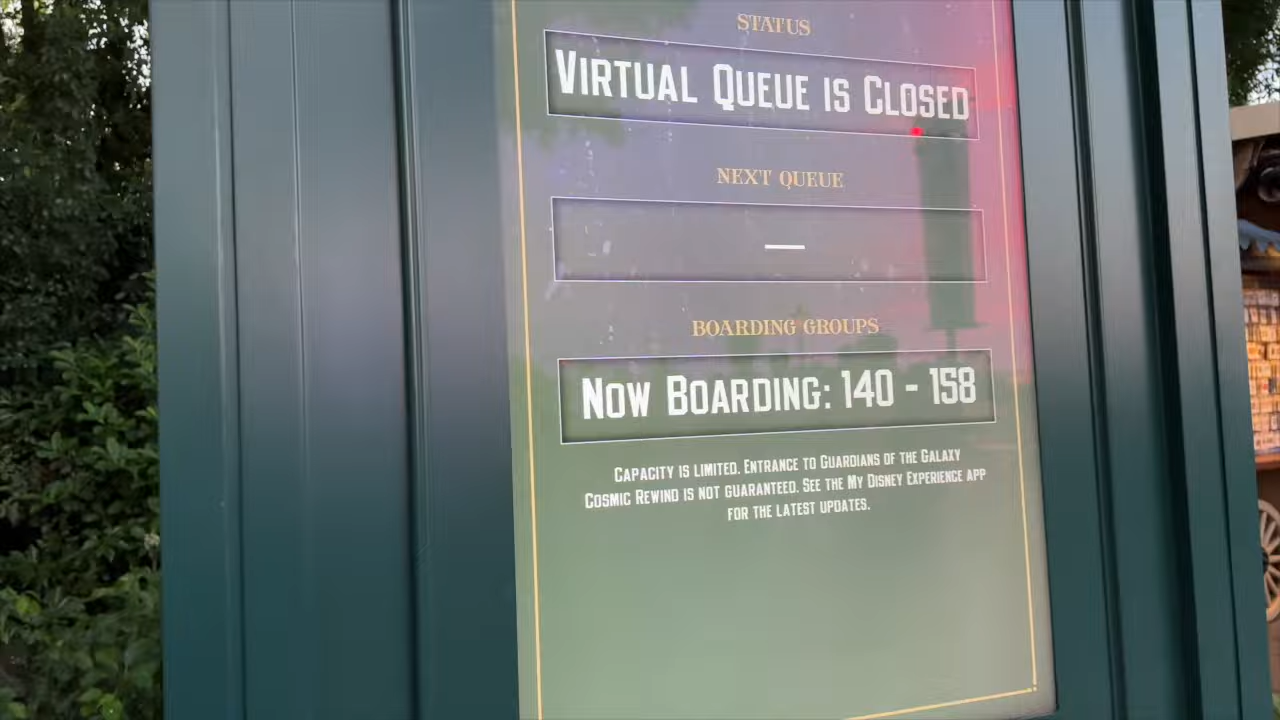 STATUS
VIRTUAL QUEUE IS CLOSED
NEXT QUEUE
—
BOARDING GROUPS
NOW BOARDING: 140 - 158
CAPACITY IS LIMITED. ENTRANCE TO GUARDIANS OF THE GALAXY
COSMIC REWIND IS NOT GUARANTEED. SEE THE MY DISNEY EXPERIENCE APP
FOR THE LATEST UPDATES.